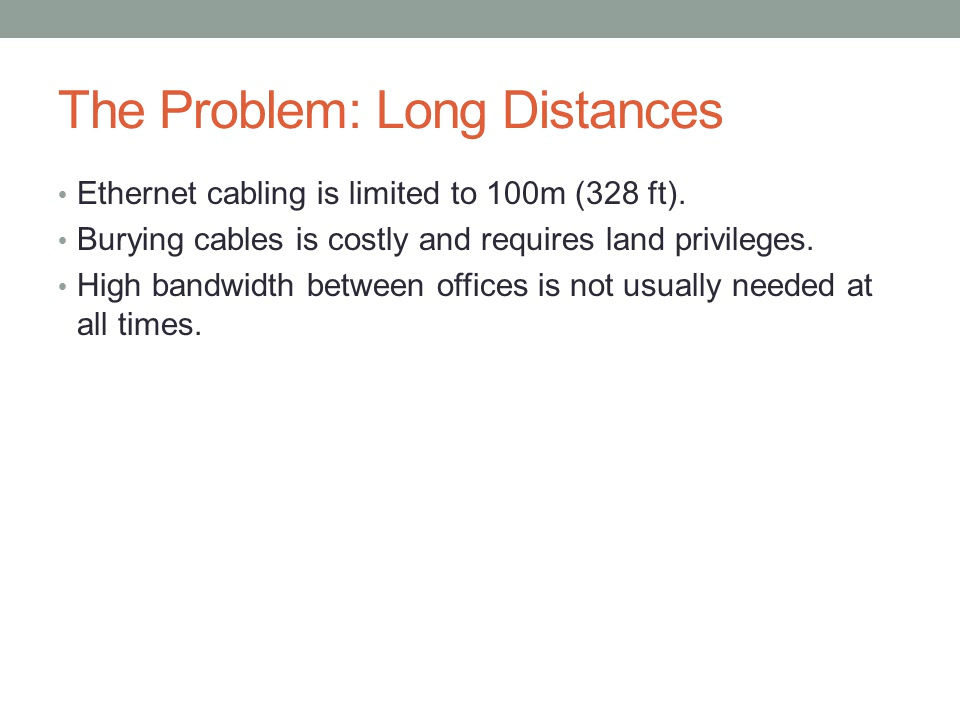 The Problem: Long Distances
• Ethernet cabling is limited to 100m (328 ft).
• Burying cables is costly and requires land privileges.
• High bandwidth between offices is not usually needed at
all times.